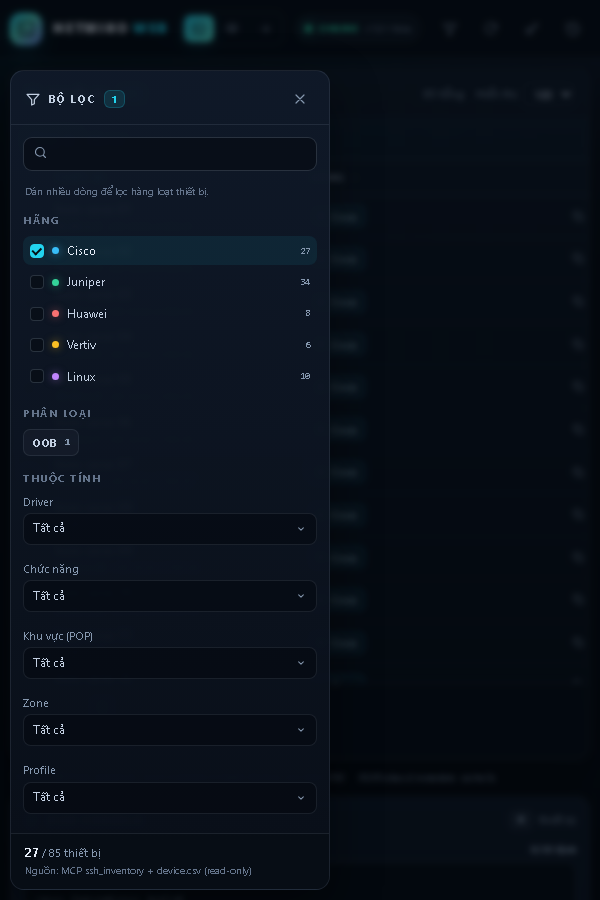 BỘ LỌC 1
Dán nhiều dòng để lọc hàng loạt thiết bị.
HÃNG
Cisco 27
Juniper 34
Huawei 8
Vertiv 6
Linux 10
PHÂN LOẠI
OOB 1
THUỘC TÍNH
Driver
Tất cả
Chức năng
Tất cả
Khu vực (POP)
Tất cả
Zone
Tất cả
Profile
Tất cả
27 / 85 thiết bị
Nguồn: MCP ssh_inventory + device.csv (read-only)